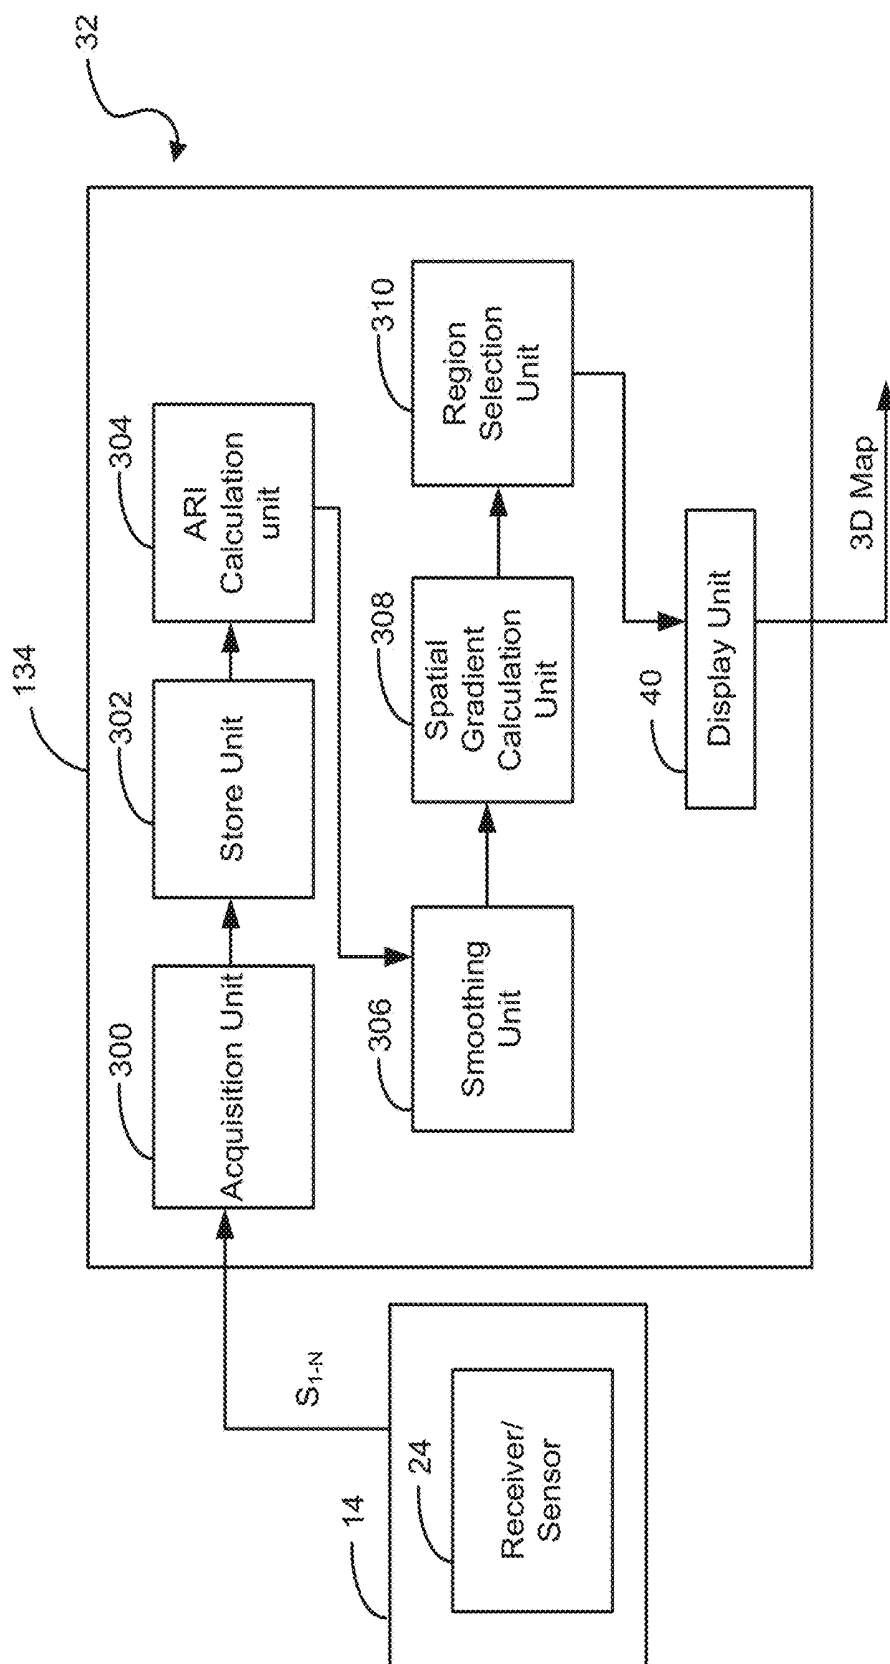 32
134
300
Acquisition Unit
302
Store Unit
304
ARI
Calculation
unit
306
Smoothing
Unit
308
Spatial
Gradient
Calculation
Unit
310
Region
Selection
Unit
40
Display Unit
3D Map
S1-N
14
24
Receiver/
Sensor